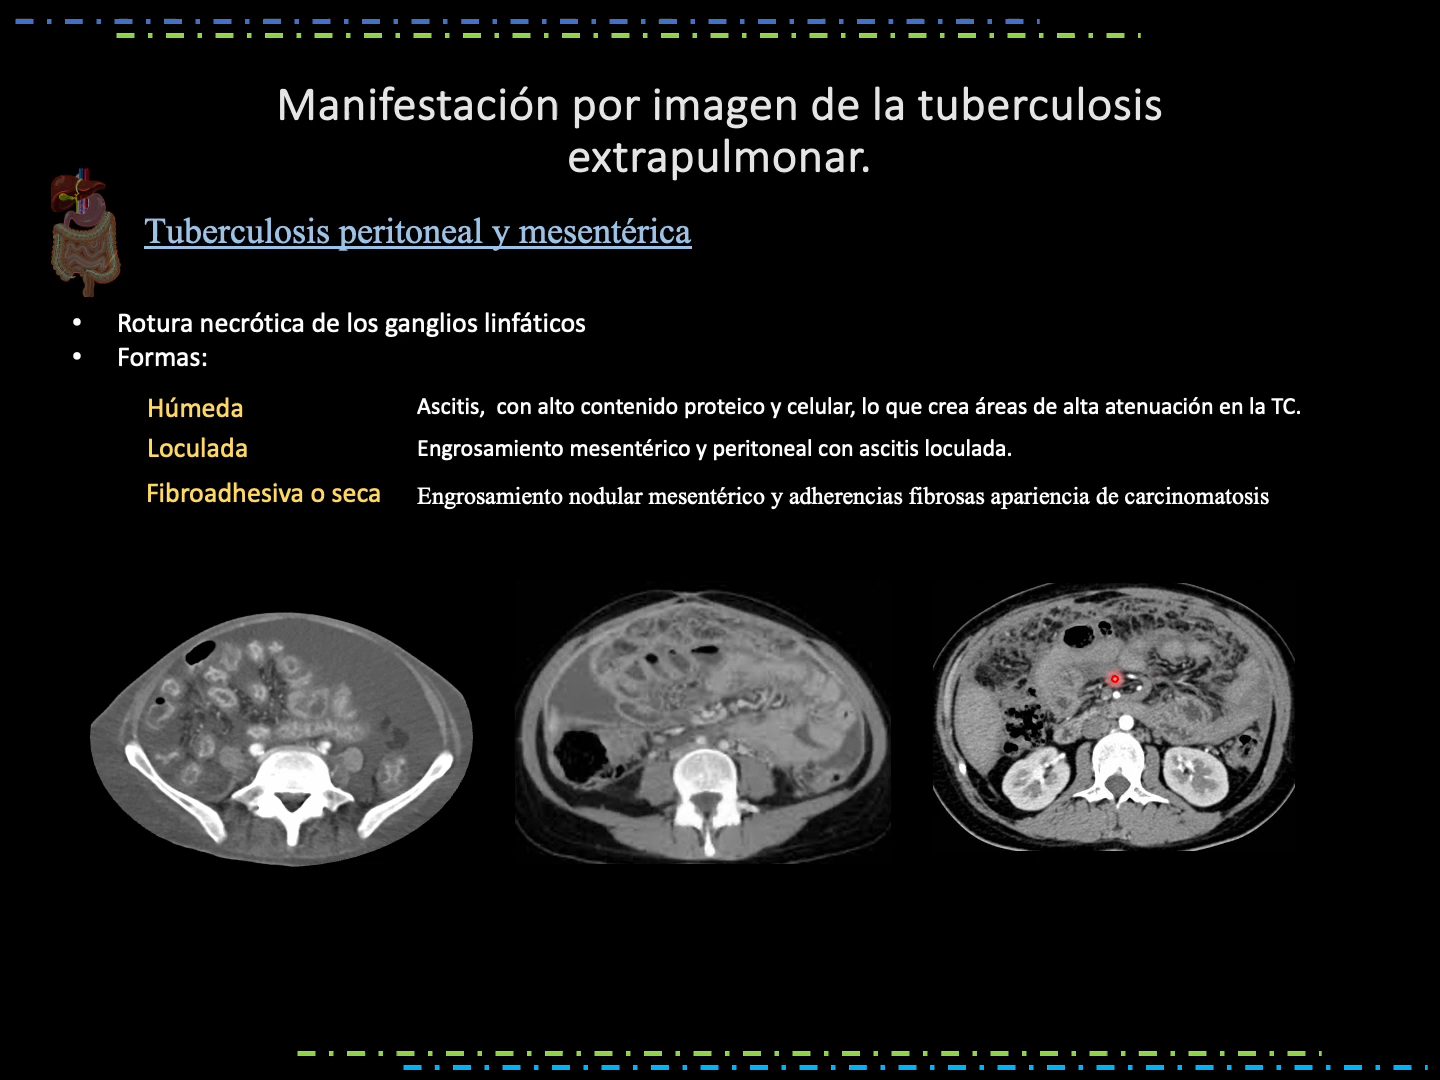 Manifestación por imagen de la tuberculosis
extrapulmonar.
Tuberculosis peritoneal y mesentérica
• Rotura necrótica de los ganglios linfáticos
• Formas:
Húmeda Ascitis, con alto contenido proteico y celular, lo que crea áreas de alta atenuación en la TC.
Loculada Engrosamiento mesentérico y peritoneal con ascitis loculada.
Fibroadhesiva o seca Engrosamiento nodular mesentérico y adherencias fibrosas apariencia de carcinomatosis